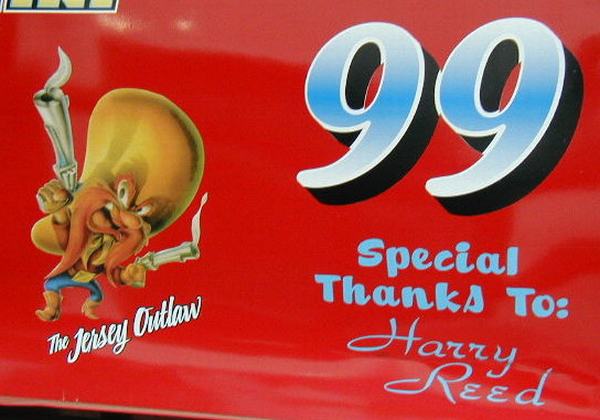 99
Special
Thanks To:
Harry
Reed
The Jersey Outlaw